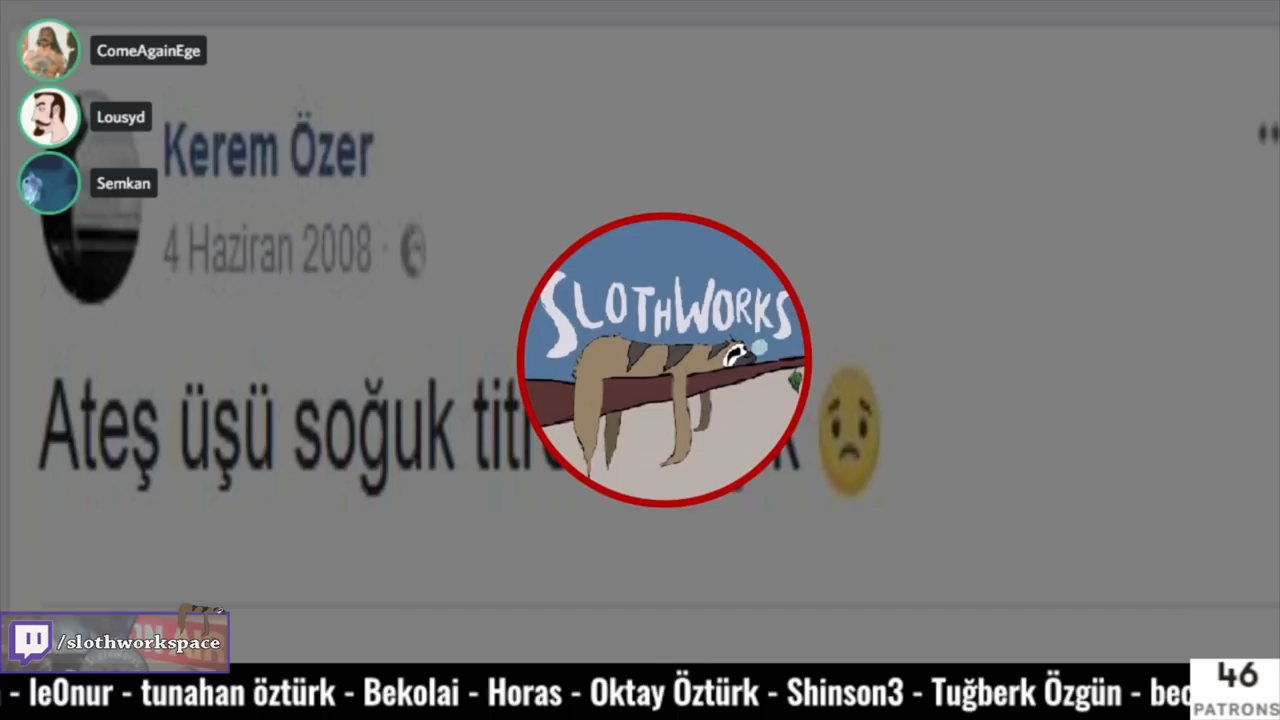 ComeAgainEge
Lousyd
Semkan
Kerem Özer
4 Haziran 2008
SLOTHWORKS
Ateş üşü soğuk
/slothworkspace
- leOnur - tunahan öztürk - Bekolai - Horas - Oktay Öztürk - Shinson3 - Tuğberk Özgün -
46
PATRONS